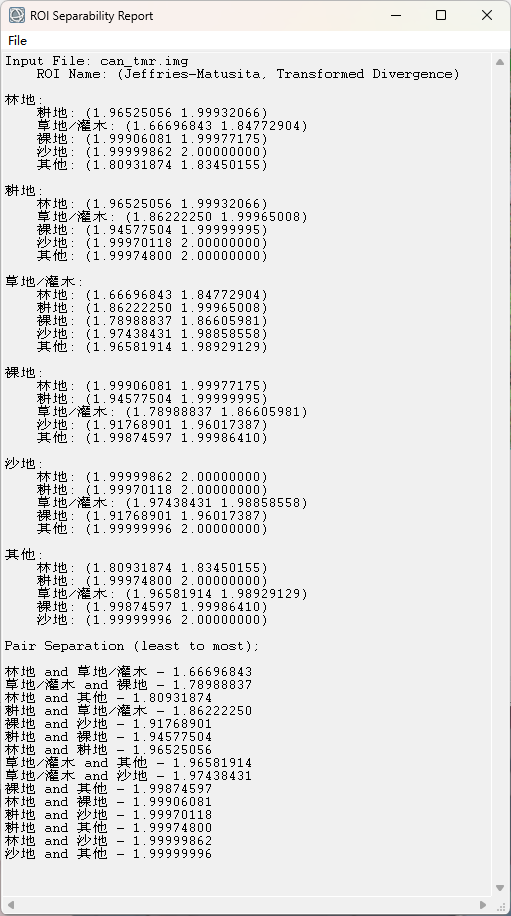 ROI Separability Report
File
Input File: can_tmr.img
ROI Name: (Jeffries-Matusita, Transformed Divergence)
林地:
耕地: (1.96525056 1.99932066)
草地/灌木: (1.66696843 1.84772904)
裸地: (1.99906081 1.99977175)
沙地: (1.99999862 2.00000000)
其他: (1.80931874 1.83450155)
耕地:
林地: (1.96525056 1.99932066)
草地/灌木: (1.86222250 1.99965008)
裸地: (1.94577504 1.99999995)
沙地: (1.99970118 2.00000000)
其他: (1.99974800 2.00000000)
草地/灌木:
林地: (1.66696843 1.84772904)
耕地: (1.86222250 1.99965008)
裸地: (1.78988837 1.86605981)
沙地: (1.97438431 1.98858558)
其他: (1.96581914 1.98929129)
裸地:
林地: (1.99906081 1.99977175)
耕地: (1.94577504 1.99999995)
草地/灌木: (1.78988837 1.86605981)
沙地: (1.91768901 1.96017387)
其他: (1.99874597 1.99986410)
沙地:
林地: (1.99999862 2.00000000)
耕地: (1.99970118 2.00000000)
草地/灌木: (1.97438431 1.98858558)
裸地: (1.91768901 1.96017387)
其他: (1.99999996 2.00000000)
其他:
林地: (1.80931874 1.83450155)
耕地: (1.99974800 2.00000000)
草地/灌木: (1.96581914 1.98929129)
裸地: (1.99874597 1.99986410)
沙地: (1.99999996 2.00000000)
Pair Separation (least to most);
林地 and 草地/灌木 - 1.66696843
草地/灌木 and 裸地 - 1.78988837
林地 and 其他 - 1.80931874
耕地 and 草地/灌木 - 1.86222250
裸地 and 沙地 - 1.91768901
耕地 and 裸地 - 1.94577504
林地 and 耕地 - 1.96525056
草地/灌木 and 其他 - 1.96581914
草地/灌木 and 沙地 - 1.97438431
裸地 and 其他 - 1.99874597
林地 and 裸地 - 1.99906081
耕地 and 沙地 - 1.99970118
耕地 and 其他 - 1.99974800
林地 and 沙地 - 1.99999862
沙地 and 其他 - 1.99999996